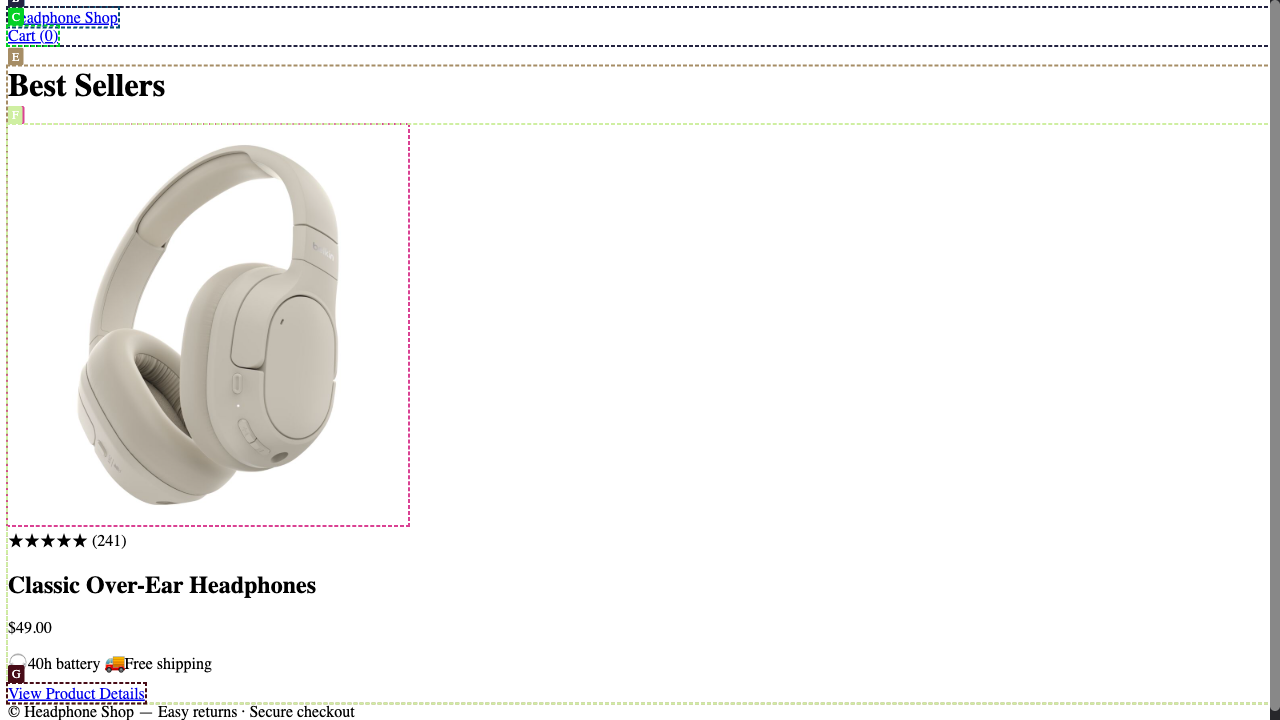 C
Headphone Shop
Cart (0)
E
Best Sellers
F
★★★★★ (241)
Classic Over-Ear Headphones
$49.00
40h battery 🚚Free shipping
G
View Product Details
© Headphone Shop — Easy returns · Secure checkout